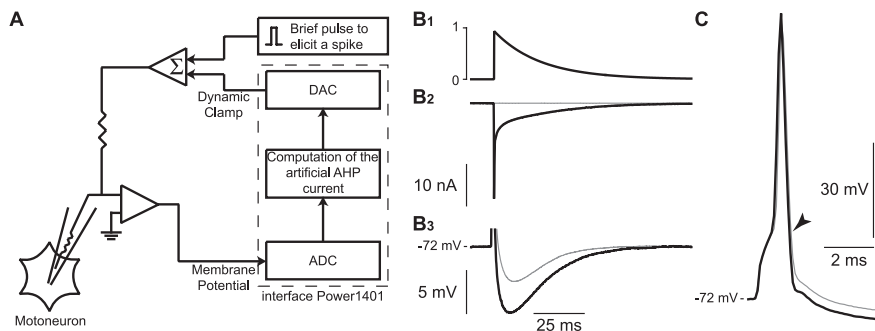 A
Brief pulse to
elicit a spike
Σ
Dynamic
Clamp
DAC
Computation of the
artificial AHP
current
ADC
Membrane
Potential
interface Power1401
Motoneuron
B1
1
0
B2
10 nA
B3
-72 mV
5 mV
25 ms
C
30 mV
2 ms
-72 mV